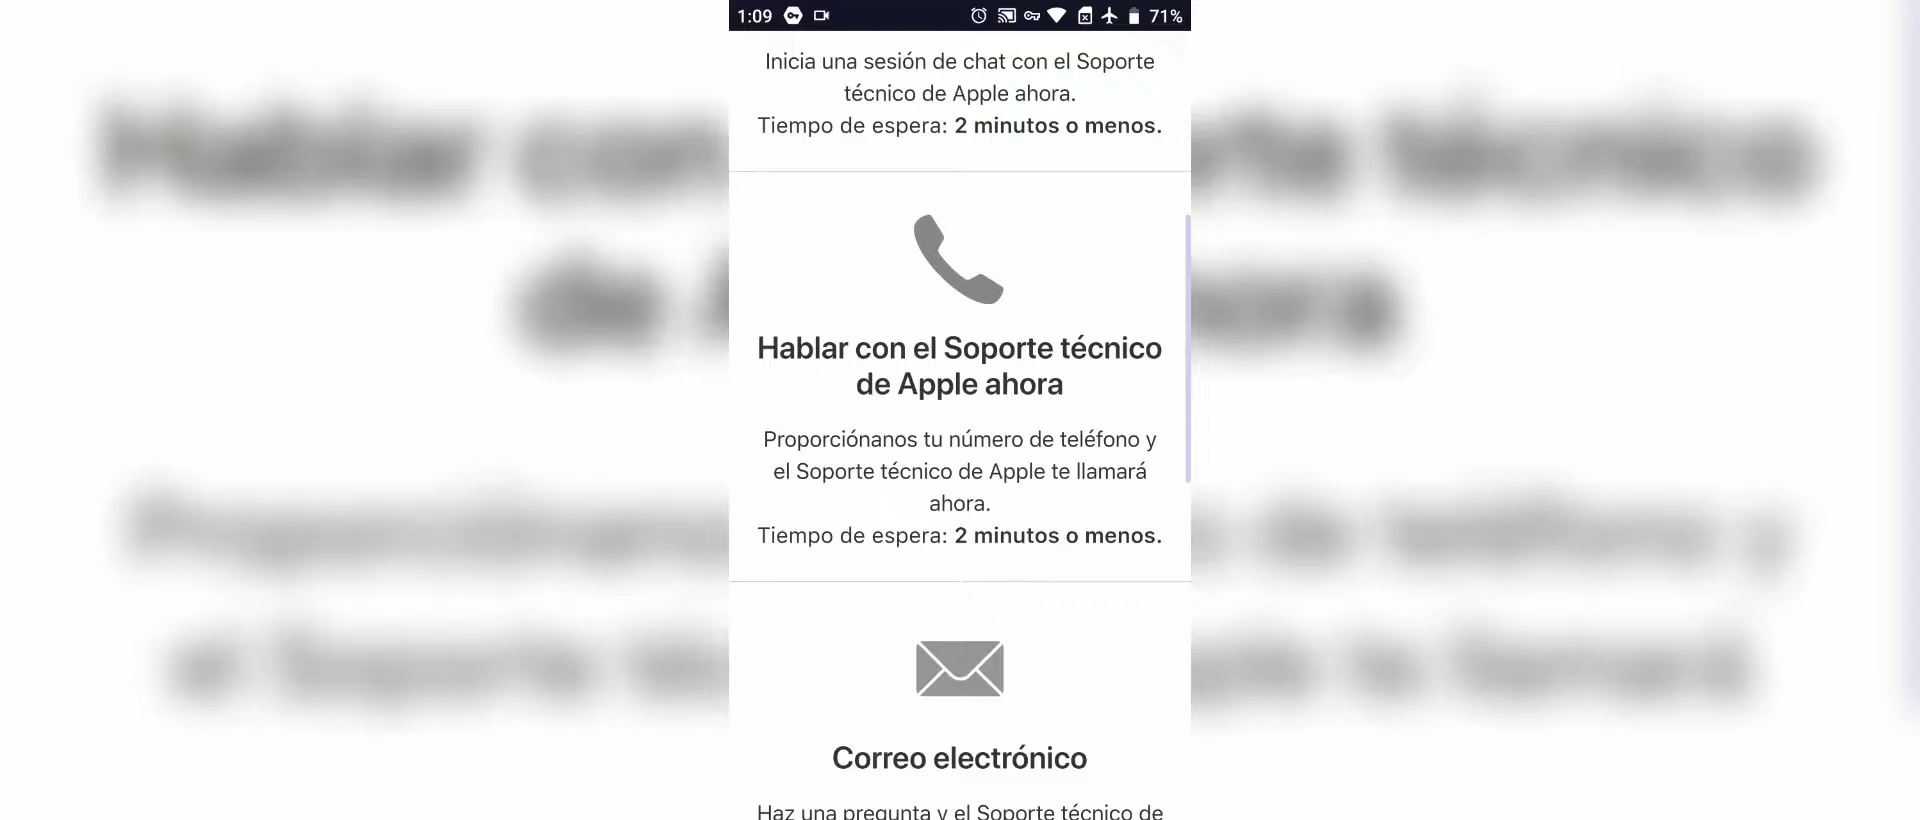 1:09 71%
Inicia una sesión de chat con el Soporte
técnico de Apple ahora.
Tiempo de espera: 2 minutos o menos.
Hablar con el Soporte técnico
de Apple ahora
Proporciónanos tu número de teléfono y
el Soporte técnico de Apple te llamará
ahora.
Tiempo de espera: 2 minutos o menos.
Correo electrónico
Haz una pregunta y el Soporte técnico de